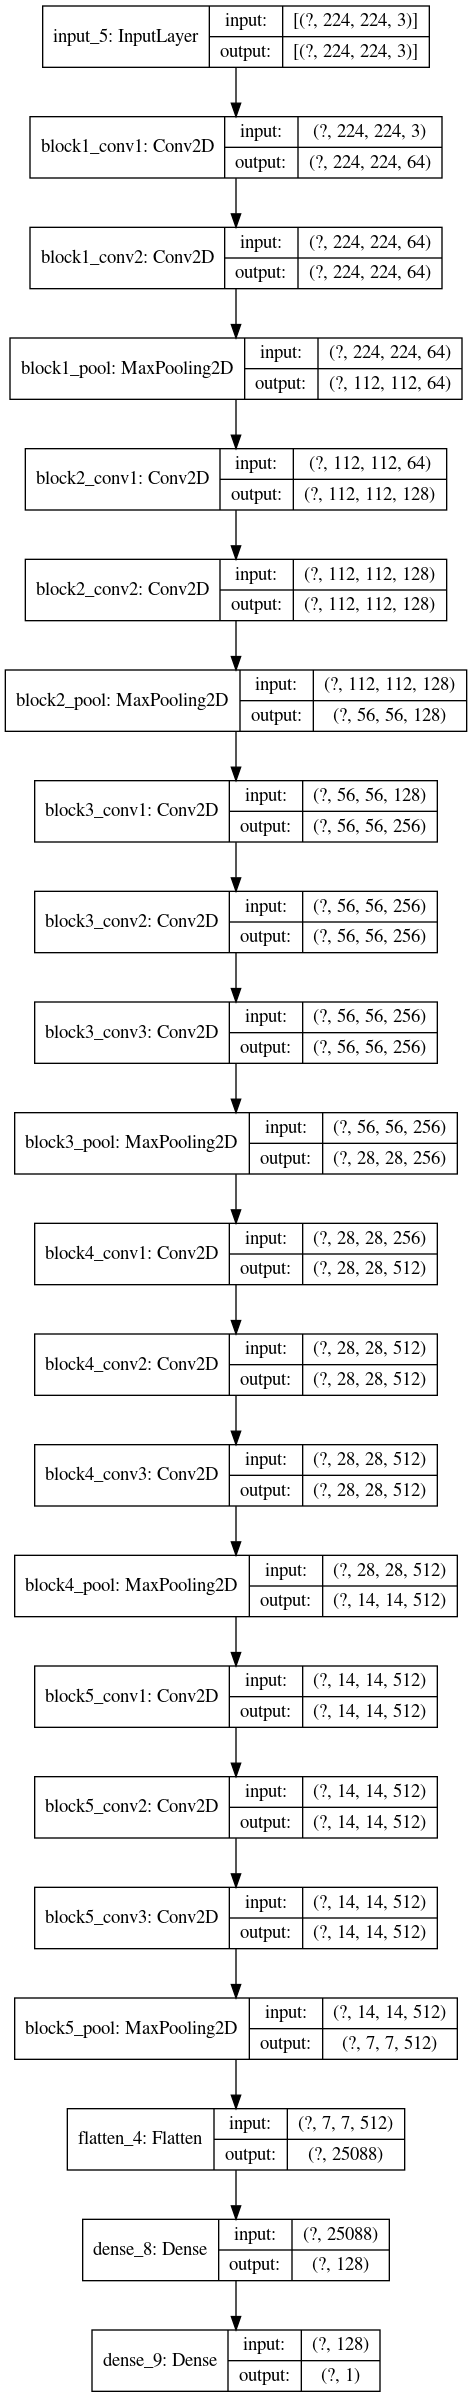 input_5: InputLayer
input: [(?, 224, 224, 3)]
output: [(?, 224, 224, 3)]
block1_conv1: Conv2D
input: (?, 224, 224, 3)
output: (?, 224, 224, 64)
block1_conv2: Conv2D
input: (?, 224, 224, 64)
output: (?, 224, 224, 64)
block1_pool: MaxPooling2D
input: (?, 224, 224, 64)
output: (?, 112, 112, 64)
block2_conv1: Conv2D
input: (?, 112, 112, 64)
output: (?, 112, 112, 128)
block2_conv2: Conv2D
input: (?, 112, 112, 128)
output: (?, 112, 112, 128)
block2_pool: MaxPooling2D
input: (?, 112, 112, 128)
output: (?, 56, 56, 128)
block3_conv1: Conv2D
input: (?, 56, 56, 128)
output: (?, 56, 56, 256)
block3_conv2: Conv2D
input: (?, 56, 56, 256)
output: (?, 56, 56, 256)
block3_conv3: Conv2D
input: (?, 56, 56, 256)
output: (?, 56, 56, 256)
block3_pool: MaxPooling2D
input: (?, 56, 56, 256)
output: (?, 28, 28, 256)
block4_conv1: Conv2D
input: (?, 28, 28, 256)
output: (?, 28, 28, 512)
block4_conv2: Conv2D
input: (?, 28, 28, 512)
output: (?, 28, 28, 512)
block4_conv3: Conv2D
input: (?, 28, 28, 512)
output: (?, 28, 28, 512)
block4_pool: MaxPooling2D
input: (?, 28, 28, 512)
output: (?, 14, 14, 512)
block5_conv1: Conv2D
input: (?, 14, 14, 512)
output: (?, 14, 14, 512)
block5_conv2: Conv2D
input: (?, 14, 14, 512)
output: (?, 14, 14, 512)
block5_conv3: Conv2D
input: (?, 14, 14, 512)
output: (?, 14, 14, 512)
block5_pool: MaxPooling2D
input: (?, 14, 14, 512)
output: (?, 7, 7, 512)
flatten_4: Flatten
input: (?, 7, 7, 512)
output: (?, 25088)
dense_8: Dense
input: (?, 25088)
output: (?, 128)
dense_9: Dense
input: (?, 128)
output: (?, 1)